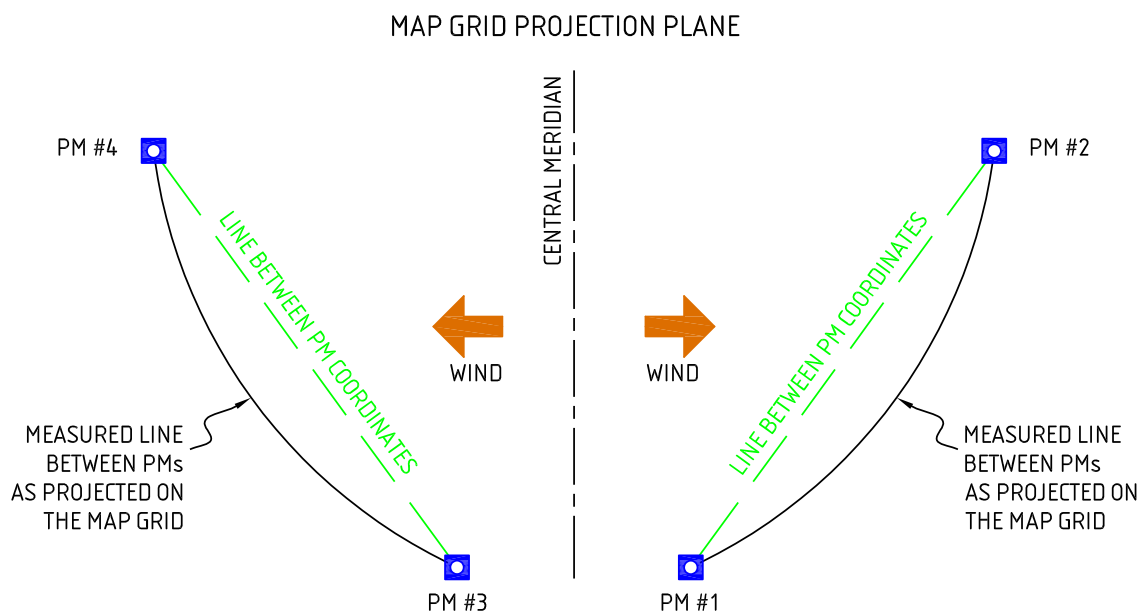 MAP GRID PROJECTION PLANE
CENTRAL MERIDIAN
PM #4
PM #2
LINE BETWEEN PM COORDINATES
LINE BETWEEN PM COORDINATES
WIND
WIND
MEASURED LINE
BETWEEN PMs
AS PROJECTED ON
THE MAP GRID
MEASURED LINE
BETWEEN PMs
AS PROJECTED ON
THE MAP GRID
PM #3
PM #1